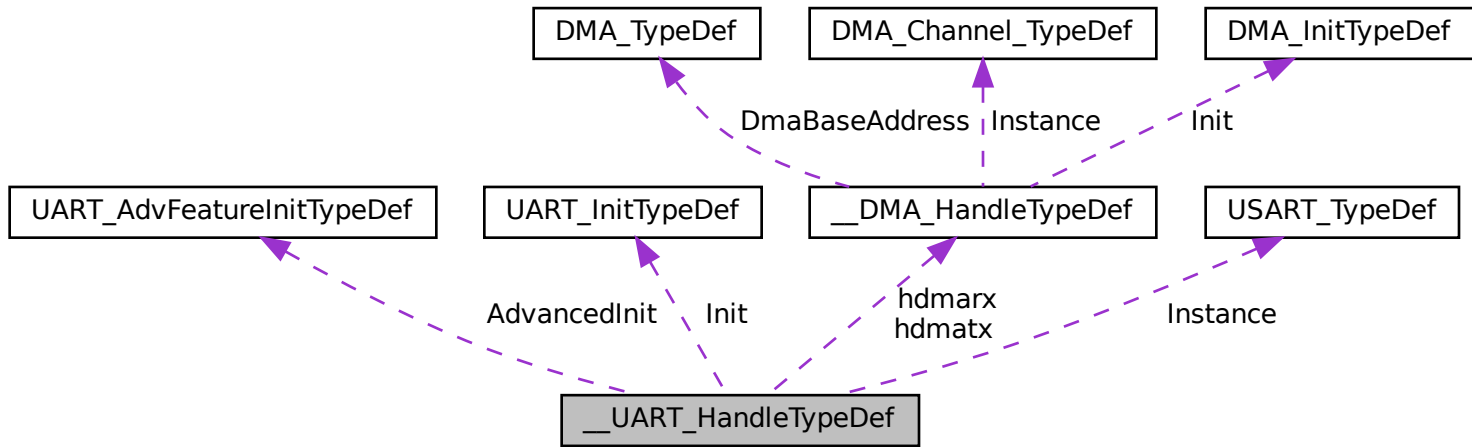 DMA_TypeDef
DMA_Channel_TypeDef
DMA_InitTypeDef
DmaBaseAddress
Instance
Init
UART_AdvFeatureInitTypeDef
UART_InitTypeDef
__DMA_HandleTypeDef
USART_TypeDef
AdvancedInit
Init
hdmarx
hdmatx
Instance
__UART_HandleTypeDef